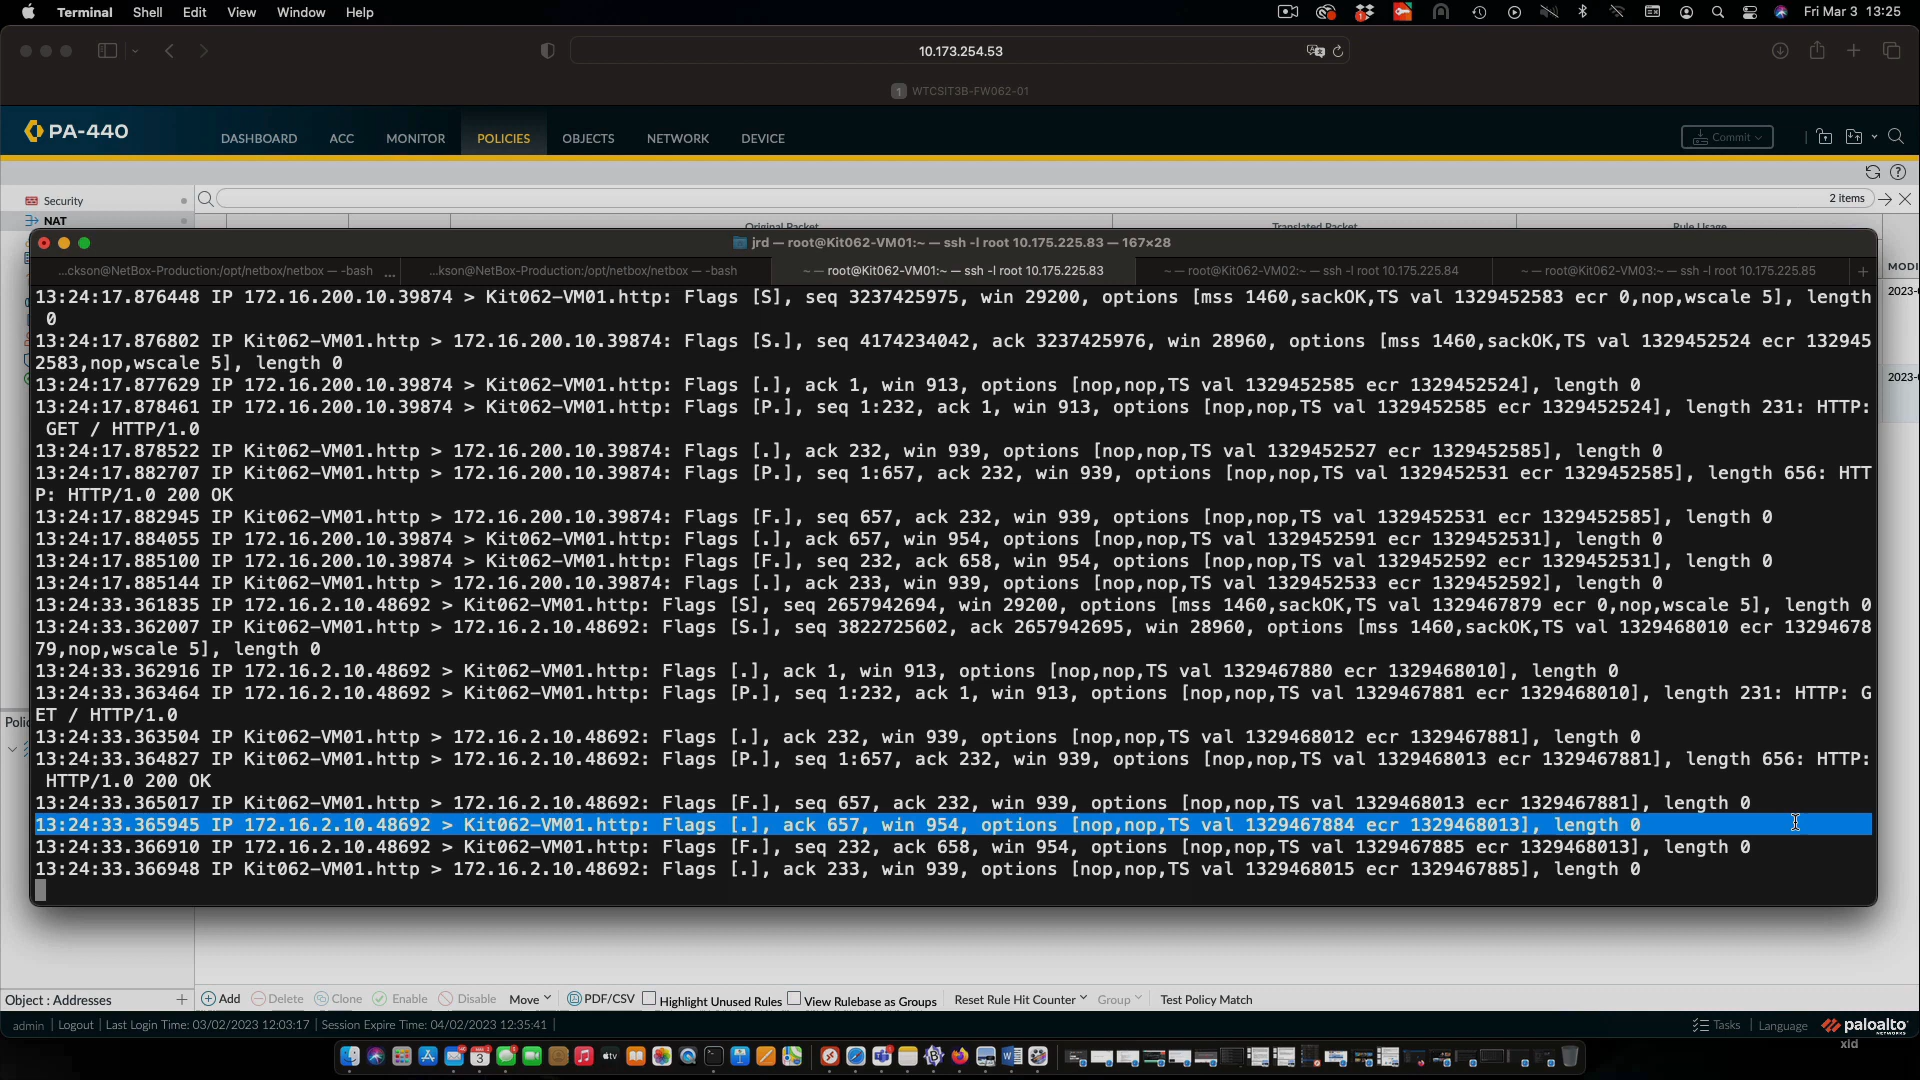 Terminal Shell Edit View Window Help Fri Mar 3 13:25
10.173.254.53
1 WTCSIT3B-FW062-01
PA-440 DASHBOARD ACC MONITOR POLICIES OBJECTS NETWORK DEVICE Commit
Security
2 items
NAT
Original Packet Translated Packet Rule Usage
jrd — root@Kit062-VM01:~ — ssh -l root 10.175.225.83 — 167×28
...ckson@NetBox-Production:/opt/netbox/netbox — -bash ... ...kson@NetBox-Production:/opt/netbox/netbox — -bash ~ — root@Kit062-VM01:~ — ssh -l root 10.175.225.83 ~ — root@Kit062-VM02:~ — ssh -l root 10.175.225.84 ~ — root@Kit062-VM03:~ — ssh -l root 10.175.225.85 +
MODI
2023-
2023-
13:24:17.876448 IP 172.16.200.10.39874 > Kit062-VM01.http: Flags [S], seq 3237425975, win 29200, options [mss 1460,sackOK,TS val 1329452583 ecr 0,nop,wscale 5], length
0
13:24:17.876802 IP Kit062-VM01.http > 172.16.200.10.39874: Flags [S.], seq 4174234042, ack 3237425976, win 28960, options [mss 1460,sackOK,TS val 1329452524 ecr 132945
2583,nop,wscale 5], length 0
13:24:17.877629 IP 172.16.200.10.39874 > Kit062-VM01.http: Flags [.], ack 1, win 913, options [nop,nop,TS val 1329452585 ecr 1329452524], length 0
13:24:17.878461 IP 172.16.200.10.39874 > Kit062-VM01.http: Flags [P.], seq 1:232, ack 1, win 913, options [nop,nop,TS val 1329452585 ecr 1329452524], length 231: HTTP:
GET / HTTP/1.0
13:24:17.878522 IP Kit062-VM01.http > 172.16.200.10.39874: Flags [.], ack 232, win 939, options [nop,nop,TS val 1329452527 ecr 1329452585], length 0
13:24:17.882707 IP Kit062-VM01.http > 172.16.200.10.39874: Flags [P.], seq 1:657, ack 232, win 939, options [nop,nop,TS val 1329452531 ecr 1329452585], length 656: HTT
P: HTTP/1.0 200 OK
13:24:17.882945 IP Kit062-VM01.http > 172.16.200.10.39874: Flags [F.], seq 657, ack 232, win 939, options [nop,nop,TS val 1329452531 ecr 1329452585], length 0
13:24:17.884055 IP 172.16.200.10.39874 > Kit062-VM01.http: Flags [.], ack 657, win 954, options [nop,nop,TS val 1329452591 ecr 1329452531], length 0
13:24:17.885100 IP 172.16.200.10.39874 > Kit062-VM01.http: Flags [F.], seq 232, ack 658, win 954, options [nop,nop,TS val 1329452592 ecr 1329452531], length 0
13:24:17.885144 IP Kit062-VM01.http > 172.16.200.10.39874: Flags [.], ack 233, win 939, options [nop,nop,TS val 1329452533 ecr 1329452592], length 0
13:24:33.361835 IP 172.16.2.10.48692 > Kit062-VM01.http: Flags [S], seq 2657942694, win 29200, options [mss 1460,sackOK,TS val 1329467879 ecr 0,nop,wscale 5], length 0
13:24:33.362007 IP Kit062-VM01.http > 172.16.2.10.48692: Flags [S.], seq 3822725602, ack 2657942695, win 28960, options [mss 1460,sackOK,TS val 1329468010 ecr 13294678
79,nop,wscale 5], length 0
13:24:33.362916 IP 172.16.2.10.48692 > Kit062-VM01.http: Flags [.], ack 1, win 913, options [nop,nop,TS val 1329467880 ecr 1329468010], length 0
13:24:33.363464 IP 172.16.2.10.48692 > Kit062-VM01.http: Flags [P.], seq 1:232, ack 1, win 913, options [nop,nop,TS val 1329467881 ecr 1329468010], length 231: HTTP: G
ET / HTTP/1.0
13:24:33.363504 IP Kit062-VM01.http > 172.16.2.10.48692: Flags [.], ack 232, win 939, options [nop,nop,TS val 1329468012 ecr 1329467881], length 0
13:24:33.364827 IP Kit062-VM01.http > 172.16.2.10.48692: Flags [P.], seq 1:657, ack 232, win 939, options [nop,nop,TS val 1329468013 ecr 1329467881], length 656: HTTP:
HTTP/1.0 200 OK
13:24:33.365017 IP Kit062-VM01.http > 172.16.2.10.48692: Flags [F.], seq 657, ack 232, win 939, options [nop,nop,TS val 1329468013 ecr 1329467881], length 0
13:24:33.365945 IP 172.16.2.10.48692 > Kit062-VM01.http: Flags [.], ack 657, win 954, options [nop,nop,TS val 1329467884 ecr 1329468013], length 0
13:24:33.366910 IP 172.16.2.10.48692 > Kit062-VM01.http: Flags [F.], seq 232, ack 658, win 954, options [nop,nop,TS val 1329467885 ecr 1329468013], length 0
13:24:33.366948 IP Kit062-VM01.http > 172.16.2.10.48692: Flags [.], ack 233, win 939, options [nop,nop,TS val 1329468015 ecr 1329467885], length 0
Polic
Object : Addresses + Add Delete Clone Enable Disable Move PDF/CSV Highlight Unused Rules View Rulebase as Groups Reset Rule Hit Counter Group Test Policy Match
admin | Logout | Last Login Time: 03/02/2023 12:03:17 | Session Expire Time: 04/02/2023 12:35:41 | Tasks | Language paloalto NETWORKS
xld